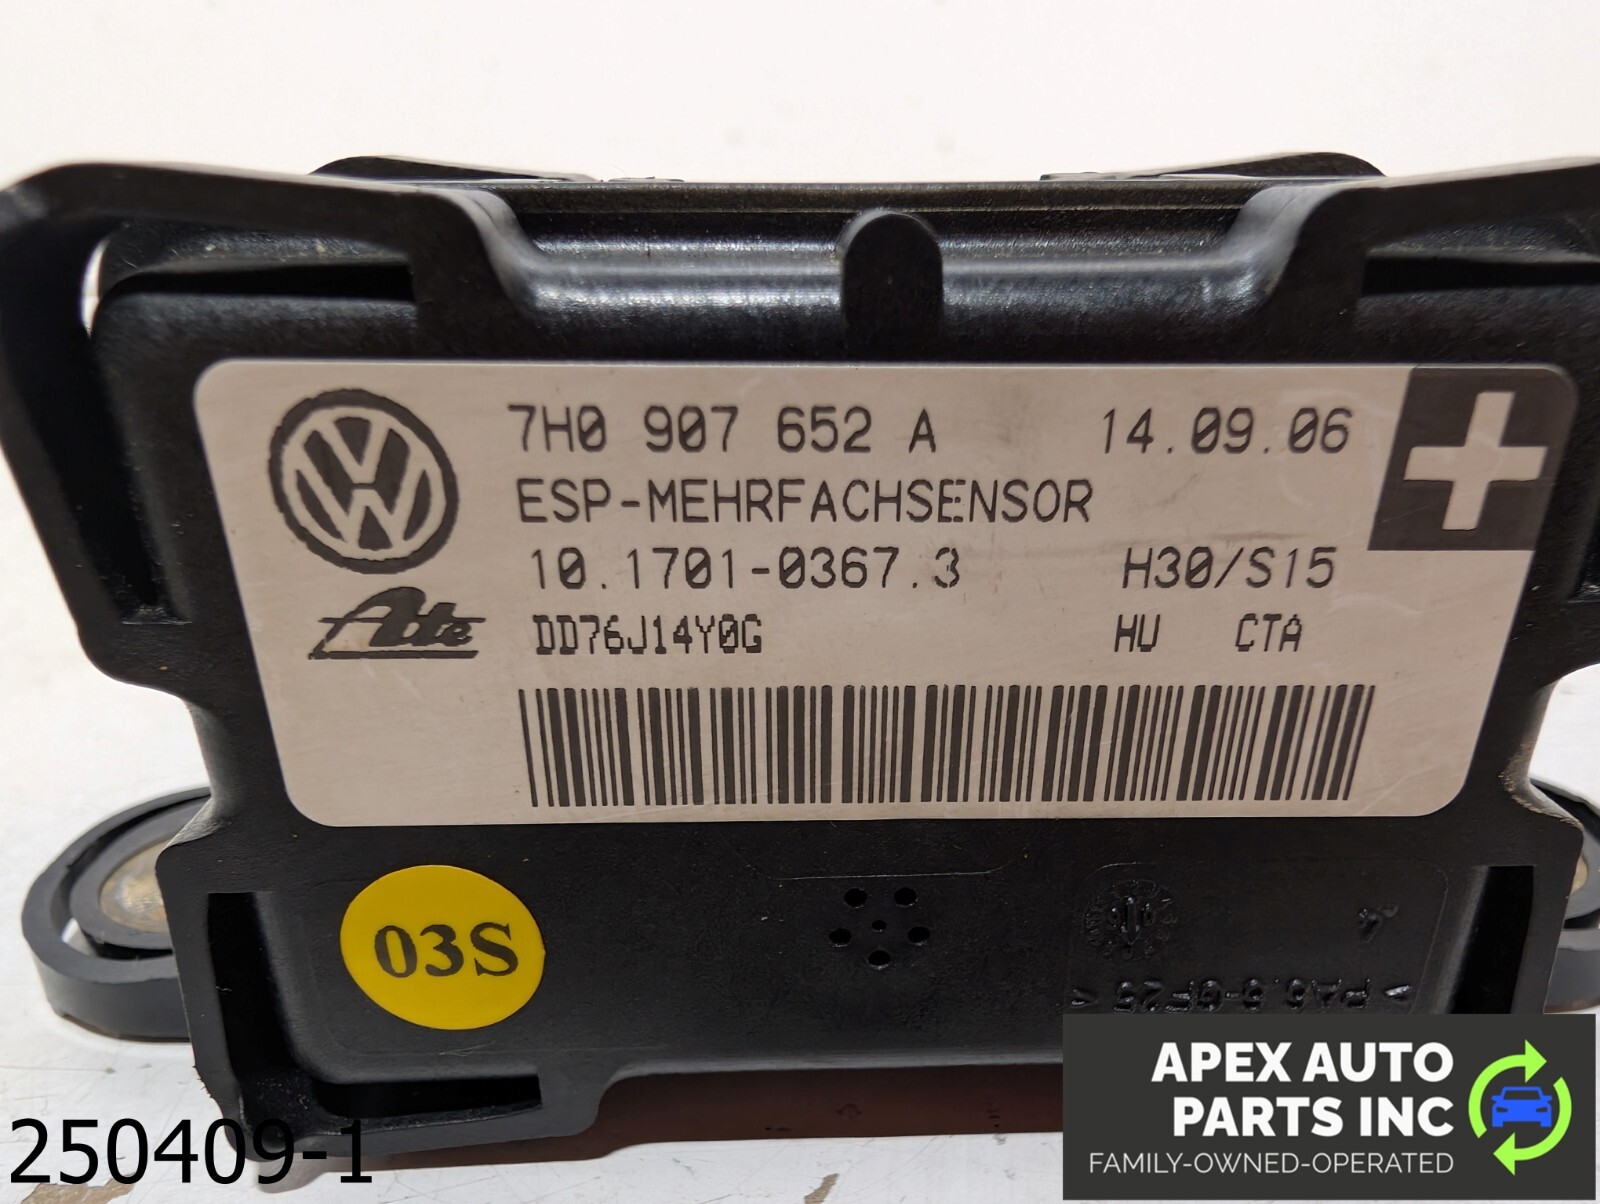 7H0 907 652 A 14.09.06
ESP-MEHRFACHSENSOR
10.1701-0367.3 H30/S15
Ate DD76J14Y0G HU CTA
03S
250409-1
APEX AUTO
PARTS INC
FAMILY-OWNED-OPERATED